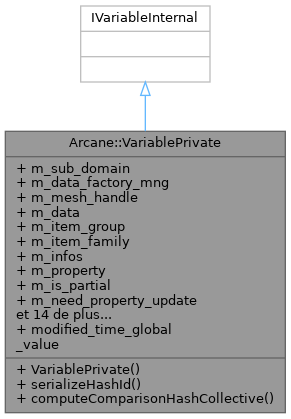 IVariableInternal
Arcane::VariablePrivate
+ m_sub_domain
+ m_data_factory_mng
+ m_mesh_handle
+ m_data
+ m_item_group
+ m_item_family
+ m_infos
+ m_property
+ m_is_partial
+ m_need_property_update
et 14 de plus...
+ modified_time_global
_value
+ VariablePrivate()
+ serializeHashId()
+ computeComparisonHashCollective()